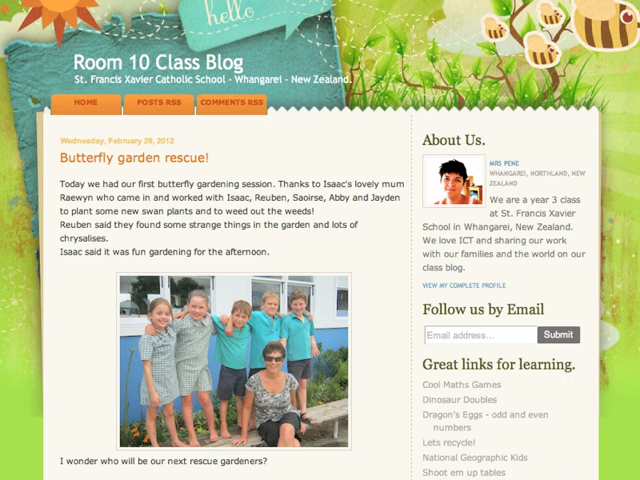 hello
Room 10 Class Blog
St. Francis Xavier Catholic School - Whangarei - New Zealand.
HOME
POSTS RSS
COMMENTS RSS
Wednesday, February 29, 2012
Butterfly garden rescue!
Today we had our first butterfly gardening session. Thanks to Isaac's lovely mum
Raewyn who came in and worked with Isaac, Reuben, Saoirse, Abby and Jayden
to plant some new swan plants and to weed out the weeds!
Reuben said they found some strange things in the garden and lots of
chrysalises.
Isaac said it was fun gardening for the afternoon.
I wonder who will be our next rescue gardeners?
About Us.
MRS PENE
WHANGAREI, NORTHLAND, NEW
ZEALAND
We are a year 3 class
at St. Francis Xavier
School in Whangarei, New Zealand.
We love ICT and sharing our work
with our families and the world on our
class blog.
VIEW MY COMPLETE PROFILE
Follow us by Email
Email address...
Submit
Great links for learning.
Cool Maths Games
Dinosaur Doubles
Dragon's Eggs - odd and even
numbers
Lets recycle!
National Geographic Kids
Shoot em up tables